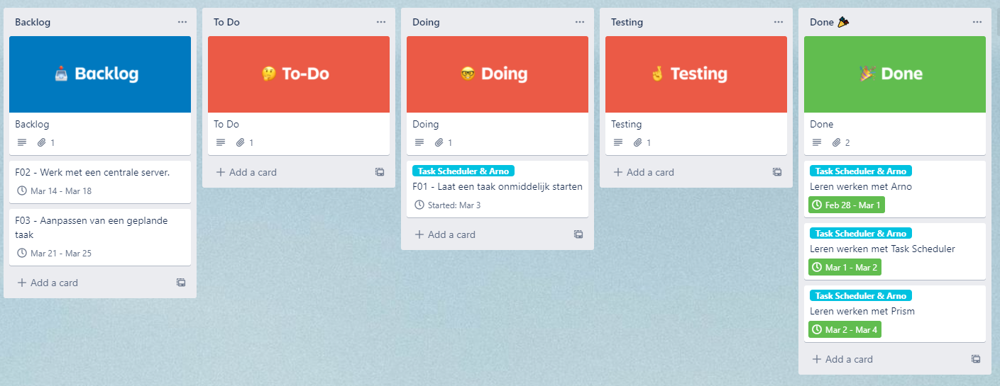 Backlog
Backlog
Backlog
1
F02 - Werk met een centrale server.
Mar 14 - Mar 18
F03 - Aanpassen van een geplande
taak
Mar 21 - Mar 25
Add a card
To Do
To-Do
To Do
1
Add a card
Doing
Doing
Doing
1
Task Scheduler & Arno
F01 - Laat een taak onmiddelijk starten
Started: Mar 3
Add a card
Testing
Testing
Testing
1
Add a card
Done
Done
Done
2
Task Scheduler & Arno
Leren werken met Arno
Feb 28 - Mar 1
Task Scheduler & Arno
Leren werken met Task Scheduler
Mar 1 - Mar 2
Task Scheduler & Arno
Leren werken met Prism
Mar 2 - Mar 4
Add a card